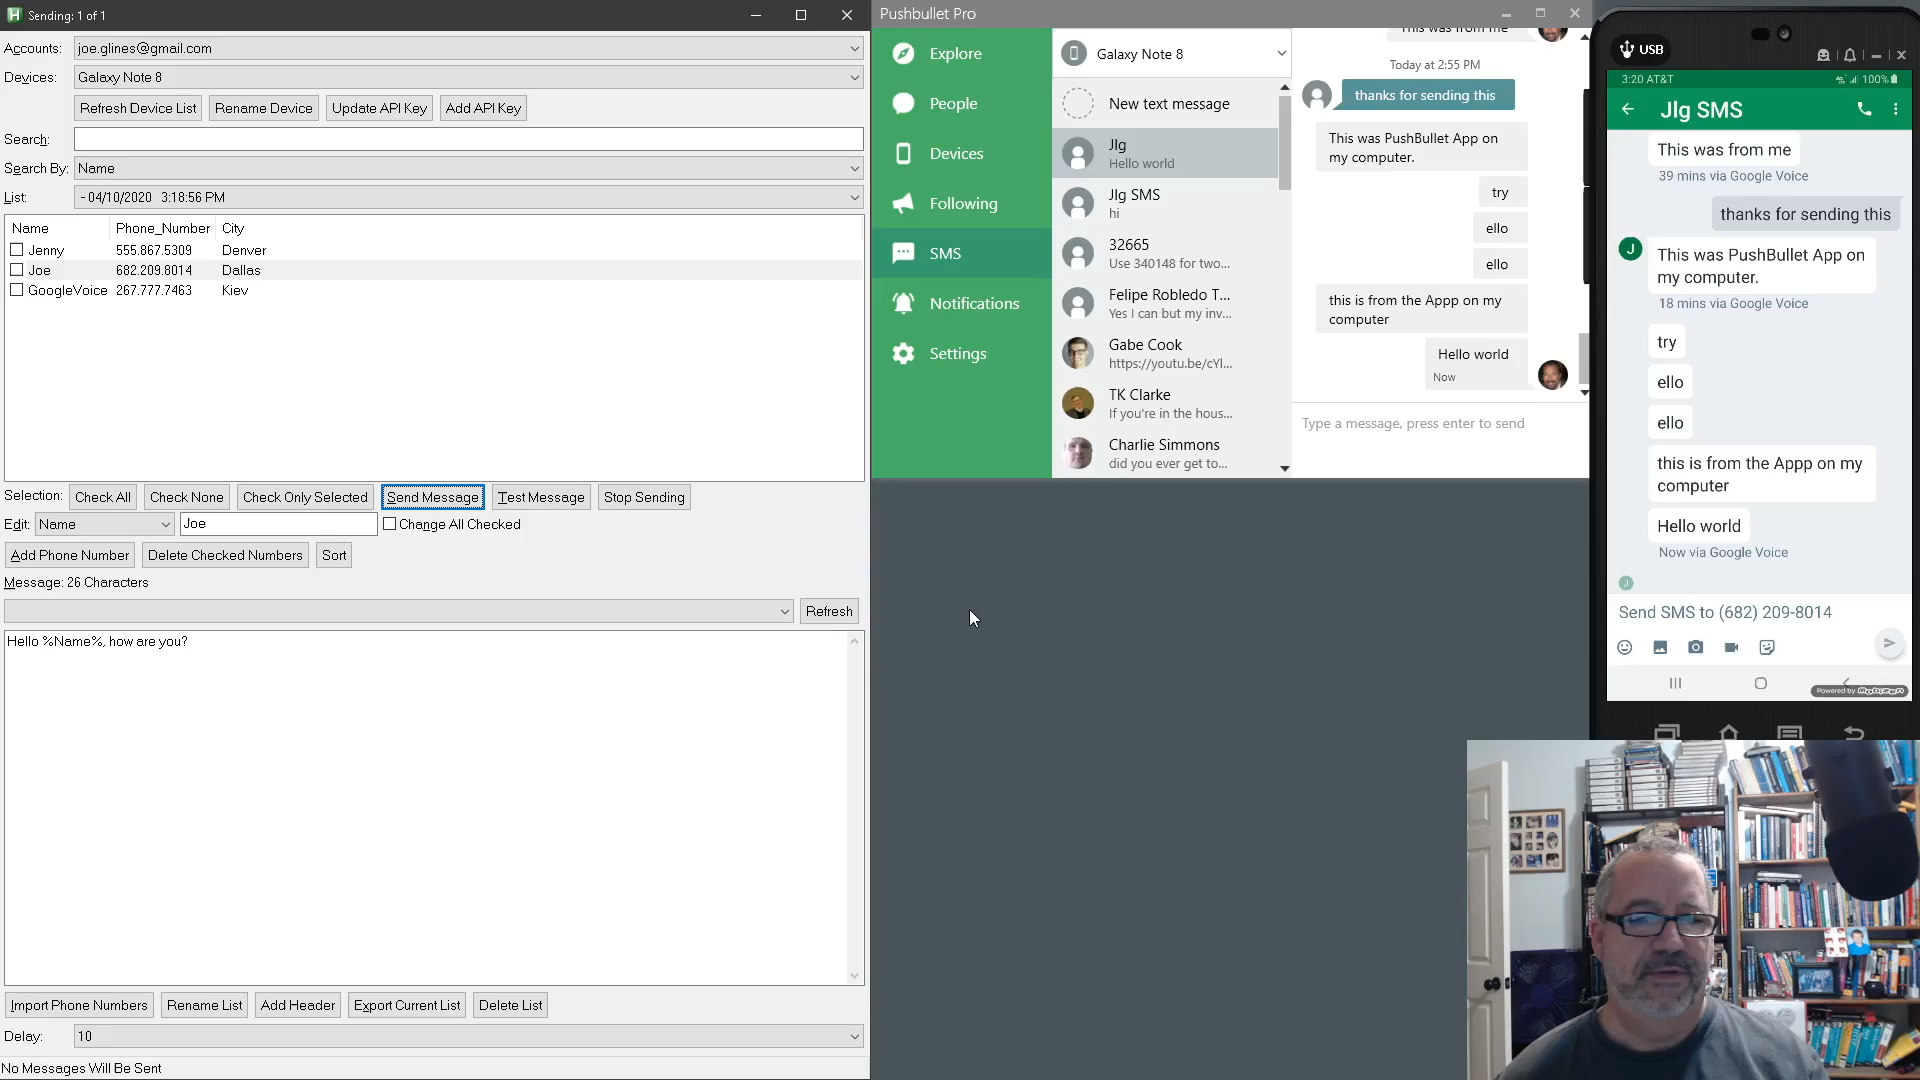 Sending: 1 of 1
Accounts: joe.glines@gmail.com
Devices: Galaxy Note 8
Refresh Device List Rename Device Update API Key Add API Key
Search:
Search By: Name
List: - 04/10/2020 3:18:56 PM
Name Phone_Number City
Jenny 555.867.5309 Denver
Joe 682.209.8014 Dallas
GoogleVoice 267.777.7463 Kiev
Selection: Check All Check None Check Only Selected Send Message Test Message Stop Sending
Edit: Name Joe Change All Checked
Add Phone Number Delete Checked Numbers Sort
Message: 26 Characters
Refresh
Hello %Name%, how are you?
Import Phone Numbers Rename List Add Header Export Current List Delete List
Delay: 10
No Messages Will Be Sent
Pushbullet Pro
Explore
People
Devices
Following
SMS
Notifications
Settings
Galaxy Note 8
New text message
Jlg
Hello world
Jlg SMS
hi
32665
Use 340148 for two...
Felipe Robledo T...
Yes I can but my inv...
Gabe Cook
https://youtu.be/cYl...
TK Clarke
If you're in the hous...
Charlie Simmons
did you ever get to...
This was from me
Today at 2:55 PM
thanks for sending this
This was PushBullet App on
my computer.
try
ello
ello
this is from the Appp on my
computer
Hello world
Now
Type a message, press enter to send
USB
3:20 AT&T 100%
Jlg SMS
This was from me
39 mins via Google Voice
thanks for sending this
J
This was PushBullet App on
my computer.
18 mins via Google Voice
try
ello
ello
this is from the Appp on my
computer
Hello world
Now via Google Voice
J
Send SMS to (682) 209-8014
Powered by Mobizen